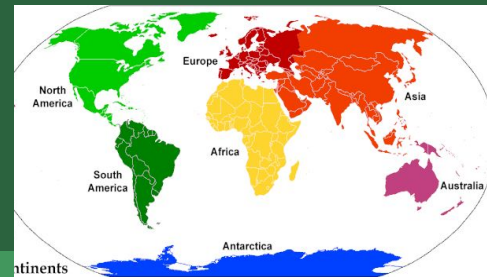 Europe
North
America
Asia
Africa
South
America
Australia
Antarctica
ntinents